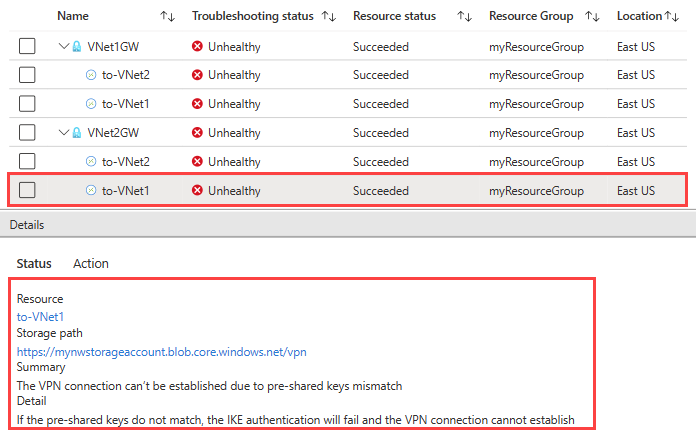 Name Troubleshooting status Resource status Resource Group Location
VNet1GW Unhealthy Succeeded myResourceGroup East US
to-VNet2 Unhealthy Succeeded myResourceGroup East US
to-VNet1 Unhealthy Succeeded myResourceGroup East US
VNet2GW Unhealthy Succeeded myResourceGroup East US
to-VNet2 Unhealthy Succeeded myResourceGroup East US
to-VNet1 Unhealthy Succeeded myResourceGroup East US
Details
Status Action
Resource
to-VNet1
Storage path
https://mynwstorageaccount.blob.core.windows.net/vpn
Summary
The VPN connection can't be established due to pre-shared keys mismatch
Detail
If the pre-shared keys do not match, the IKE authentication will fail and the VPN connection cannot establish